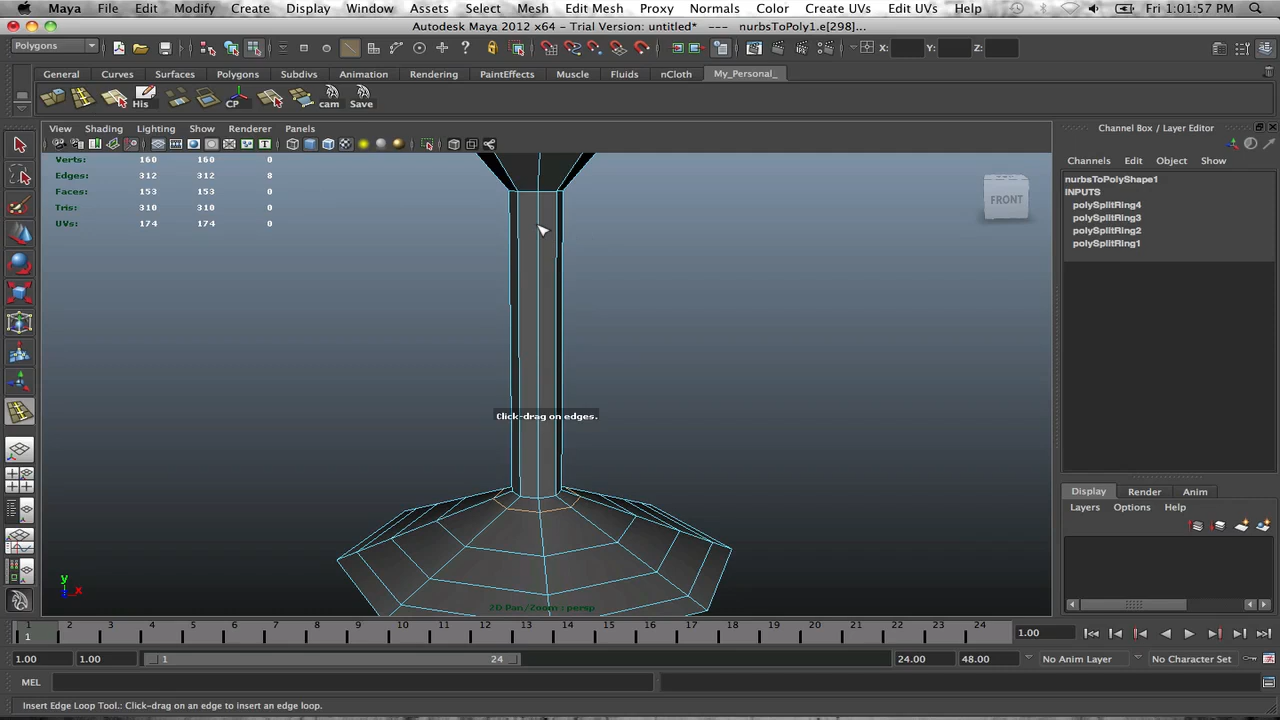 Maya File Edit Modify Create Display Window Assets Select Mesh Edit Mesh Proxy Normals Color Create UVs Edit UVs Help Fri 1:01:57 PM
Autodesk Maya 2012 x64 - Trial Version: untitled* --- nurbsToPoly1.e[298]...
Polygons X: Y: Z:
General Curves Surfaces Polygons Subdivs Animation Rendering PaintEffects Muscle Fluids nCloth My_Personal_
His CP cam Save
View Shading Lighting Show Renderer Panels
Channel Box / Layer Editor
Channels Edit Object Show
Verts: 160 160 0
Edges: 312 312 8
Faces: 153 153 0
Tris: 310 310 0
UVs: 174 174 0
FRONT
nurbsToPolyShape1
INPUTS
polySplitRing4
polySplitRing3
polySplitRing2
polySplitRing1
Click-drag on edges.
Display Render Anim
Layers Options Help
y
x
2D Pan/Zoom : persp
1 2 3 4 5 6 7 8 9 10 11 12 13 14 15 16 17 18 19 20 21 22 23 24
1 1.00
1.00 1.00 1 24 24.00 48.00 No Anim Layer No Character Set
MEL
Insert Edge Loop Tool.: Click-drag on an edge to insert an edge loop.